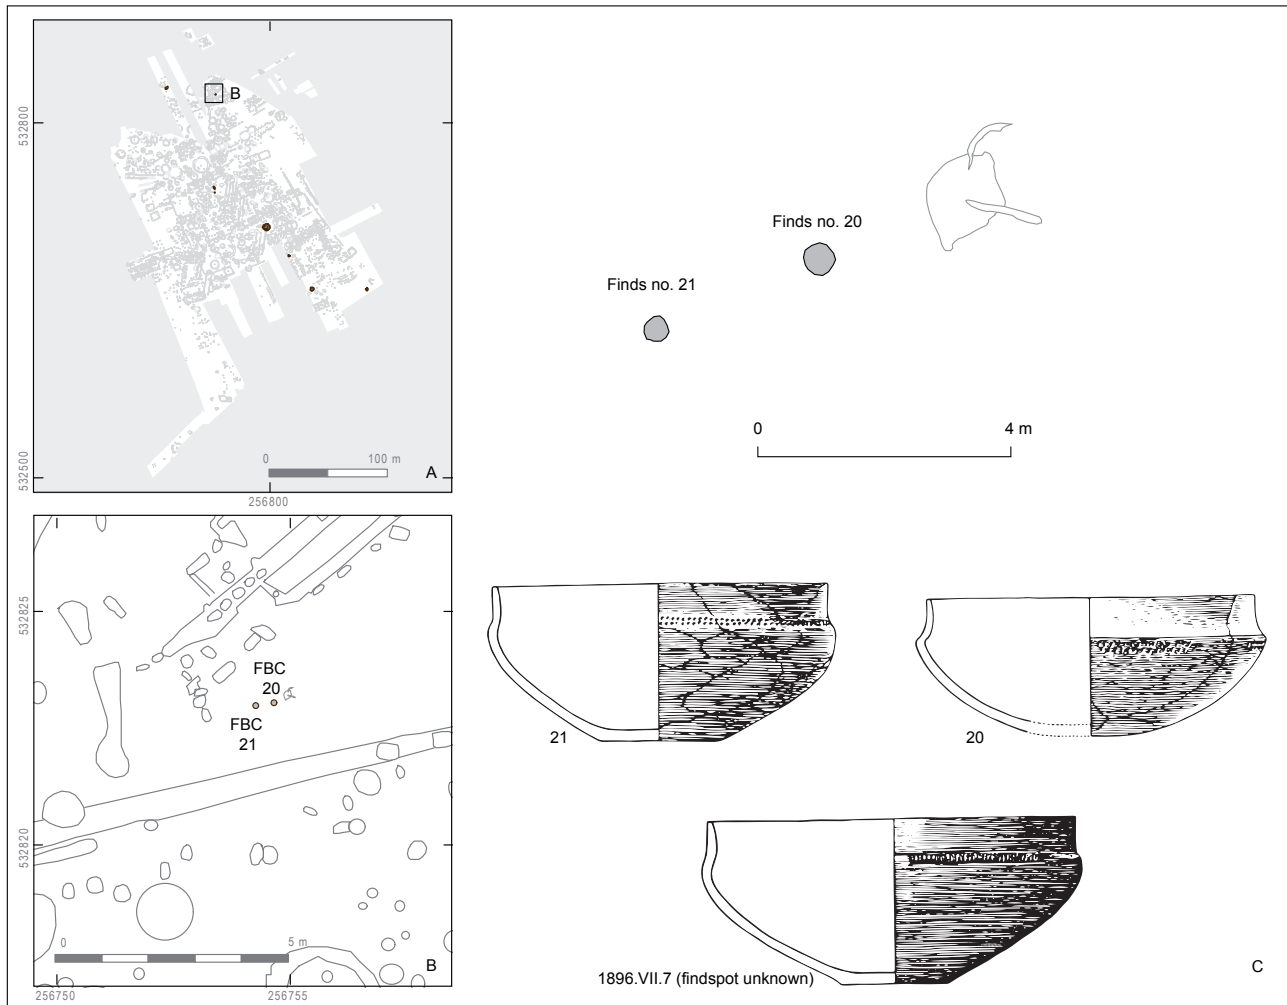 B
532800
532500
256800
0
100 m
A
Finds no. 20
Finds no. 21
0
4 m
532825
532820
FBC
20
FBC
21
0
5 m
B
256750
256755
21
20
1896.VII.7 (findspot unknown)
C